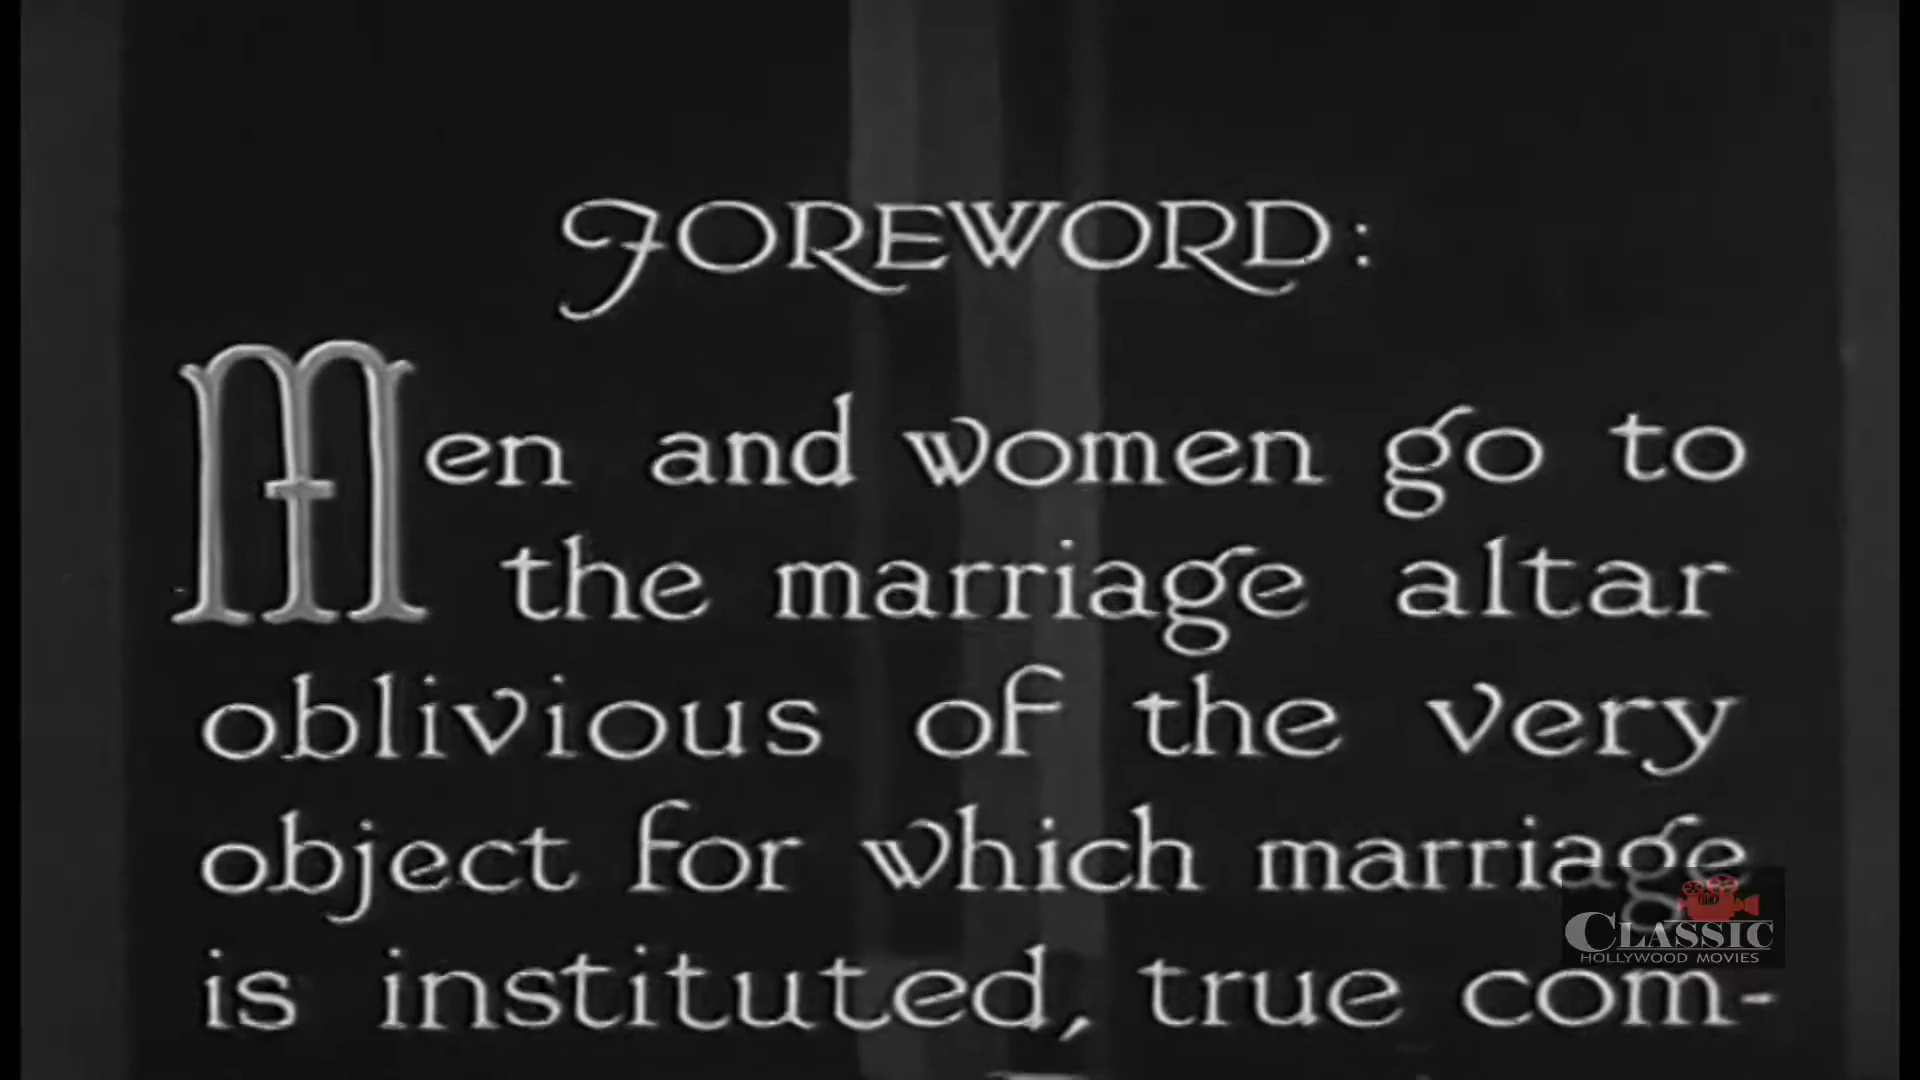 FOREWORD:
Men and women go to
the marriage altar
oblivious of the very
object for which marriage
is instituted, true com-
CLASSIC
HOLLYWOOD MOVIES